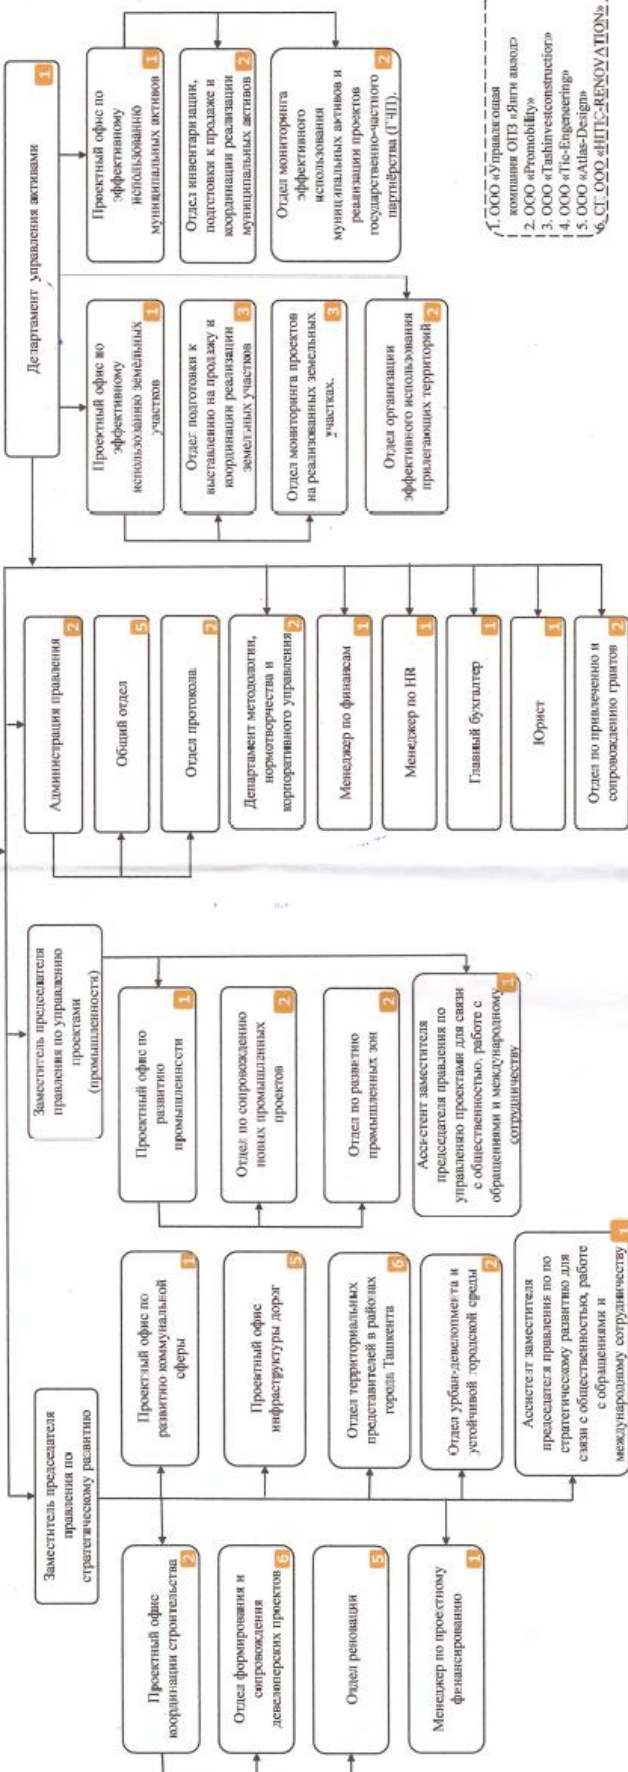 Заместитель председателя
правления по
стратегическому развитию
Проектный офис
координации строительства
2
Отдел формирования и
сопровождения
девелоперских проектов
6
Отдел реновации
5
Менеджер по проектному
финансированию
1
Проектный офис по
развитию коммунальной
сферы
1
Проектный офис
инфраструктуры дорог
5
Отдел территориальных
представителей в районах
города Ташкента
6
Отдел урбан-девелопмента и
устойчивой городской среды
2
Ассистент заместителя
председателя правления по по
стратегическому развитию для
связи с общественностью, работе
с обращениями и
международному сотрудничеству
1
Заместитель председателя
правления по управлению
проектами
(промышленности)
Проектный офис по
развитию
промышленности
1
Отдел по сопровождению
новых промышленных
проектов
2
Отдел по развитию
промышленных зон
2
Ассистент заместителя
председателя правления по
управлению проектами для связи
с общественностью, работе с
обращениями и международному
сотрудничеству
1
Администрация правления
2
Общий отдел
5
Отдел протокола
2
Департамент методологии,
нормотворчества и
корпоративного управления
2
Менеджер по финансам
1
Менеджер по HR
1
Главный бухгалтер
1
Юрист
1
Отдел по привлечению и
сопровождению грантов
2
Департамент управления активами
1
Проектный офис по
эффективному
использованию земельных
участков
1
Отдел подготовки к
выставлению на продажу и
координации реализации
земельных участков
3
Отдел мониторинга проектов
на реализованных земельных
участках.
3
Отдел организации
эффективного использования
прилегающих территорий
2
Проектный офис по
эффективному
использованию
муниципальных активов
1
Отдел инвентаризации,
подготовки к продаже и
координации реализации
муниципальных активов
2
Отдел мониторинга
эффективного
использования
муниципальных активов и
реализации проектов
государственно-частного
партнёрства (ГЧП).
2
1. ООО «Управляющая
компания ОПЗ «Янги авлод»
2. ООО «Promobility»
3. ООО «Tashinvestconstruction»
4. ООО «Tic-Engeneering»
5. ООО «Atlas-Design»
6. СП ООО «HITIC-RENOVATION»